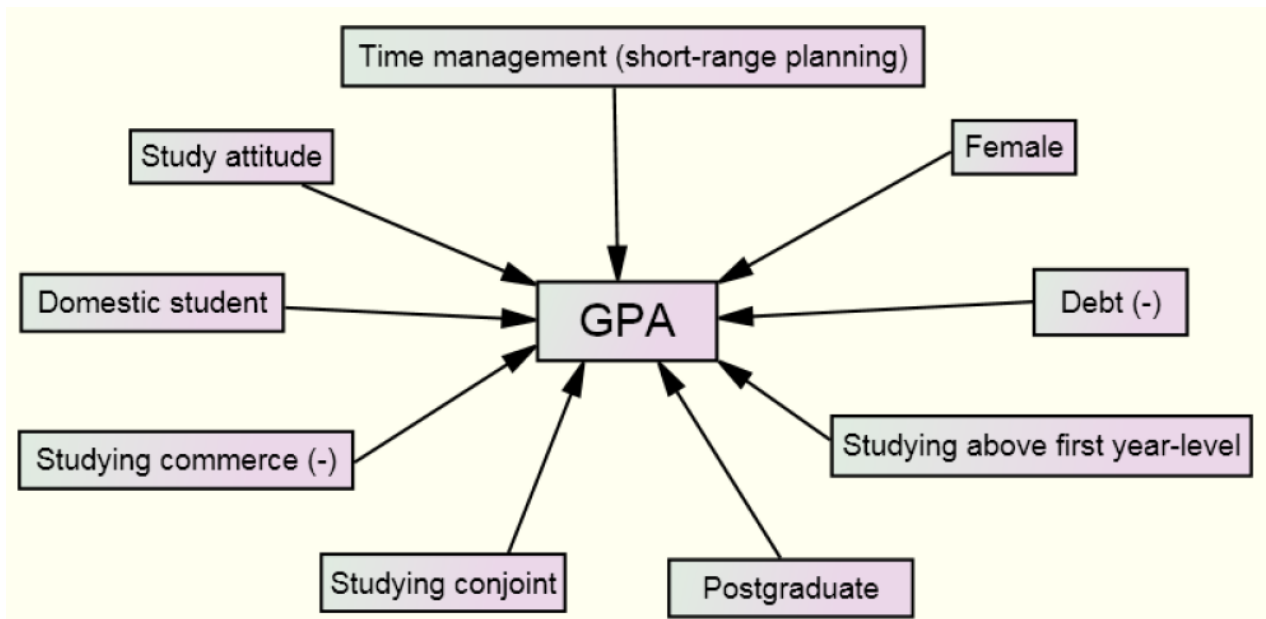 Time management (short-range planning)
Study attitude
Female
Domestic student
GPA
Debt (-)
Studying commerce (-)
Studying above first year-level
Studying conjoint
Postgraduate